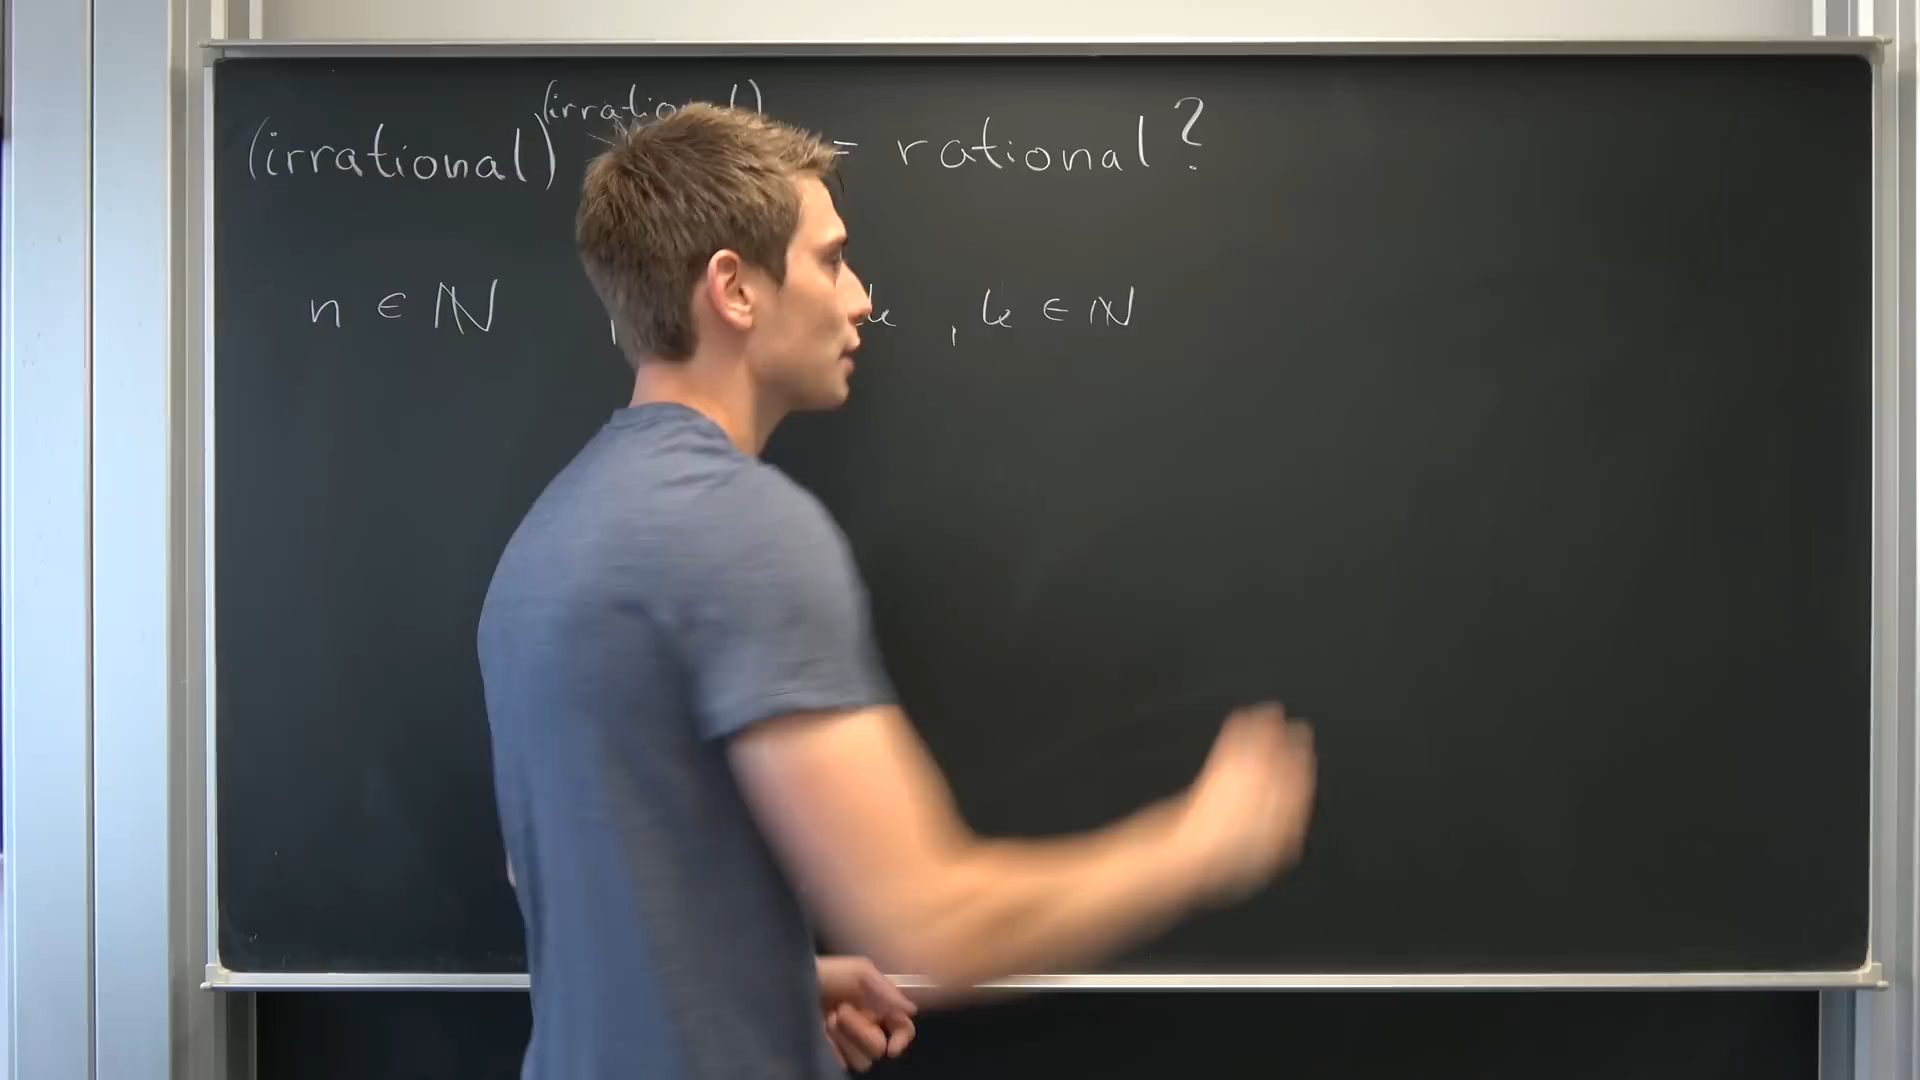 (irrational)^(irrational) = rational?
n ∈ ℕ , k , k ∈ ℕ